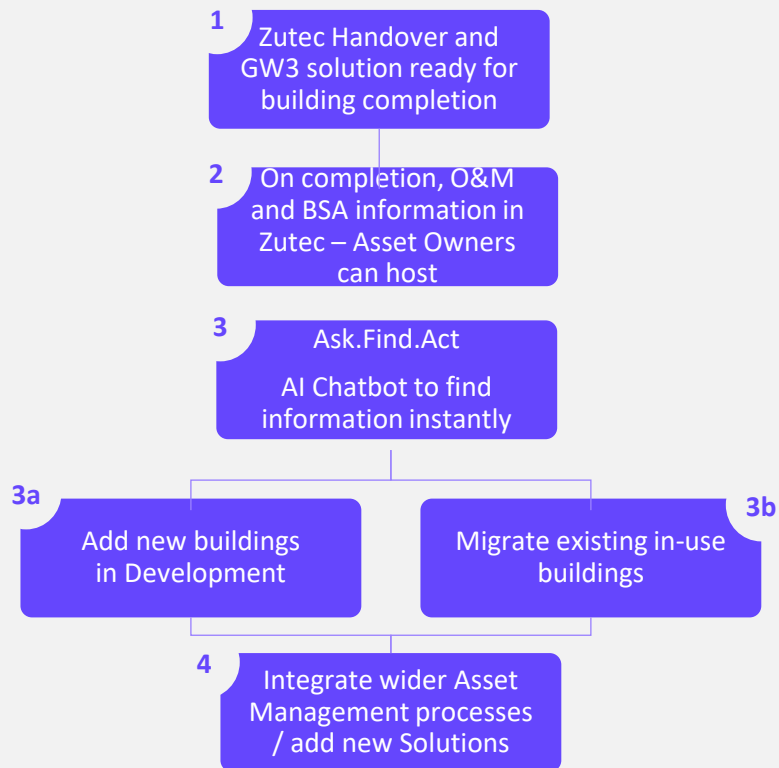 1
Zutec Handover and
GW3 solution ready for
building completion
2
On completion, O&M
and BSA information in
Zutec – Asset Owners
can host
3
Ask.Find.Act
AI Chatbot to find
information instantly
3a
Add new buildings
in Development
3b
Migrate existing in-use
buildings
4
Integrate wider Asset
Management processes
/ add new Solutions